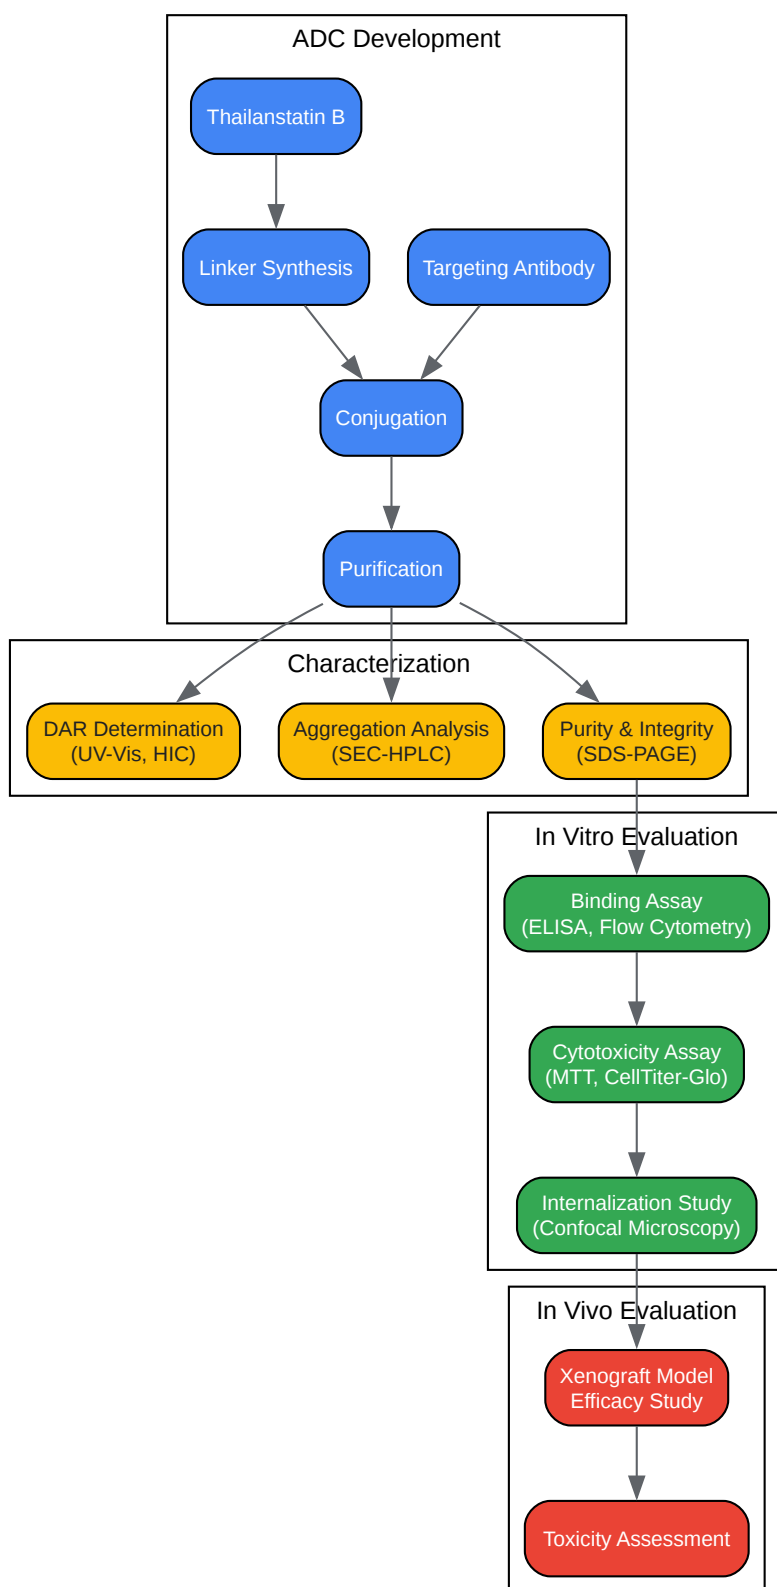 ADC Development
Thailanstatin B
Linker Synthesis
Targeting Antibody
Conjugation
Purification
Characterization
DAR Determination
(UV-Vis, HIC)
Aggregation Analysis
(SEC-HPLC)
Purity & Integrity
(SDS-PAGE)
In Vitro Evaluation
Binding Assay
(ELISA, Flow Cytometry)
Cytotoxicity Assay
(MTT, CellTiter-Glo)
Internalization Study
(Confocal Microscopy)
In Vivo Evaluation
Xenograft Model
Efficacy Study
Toxicity Assessment